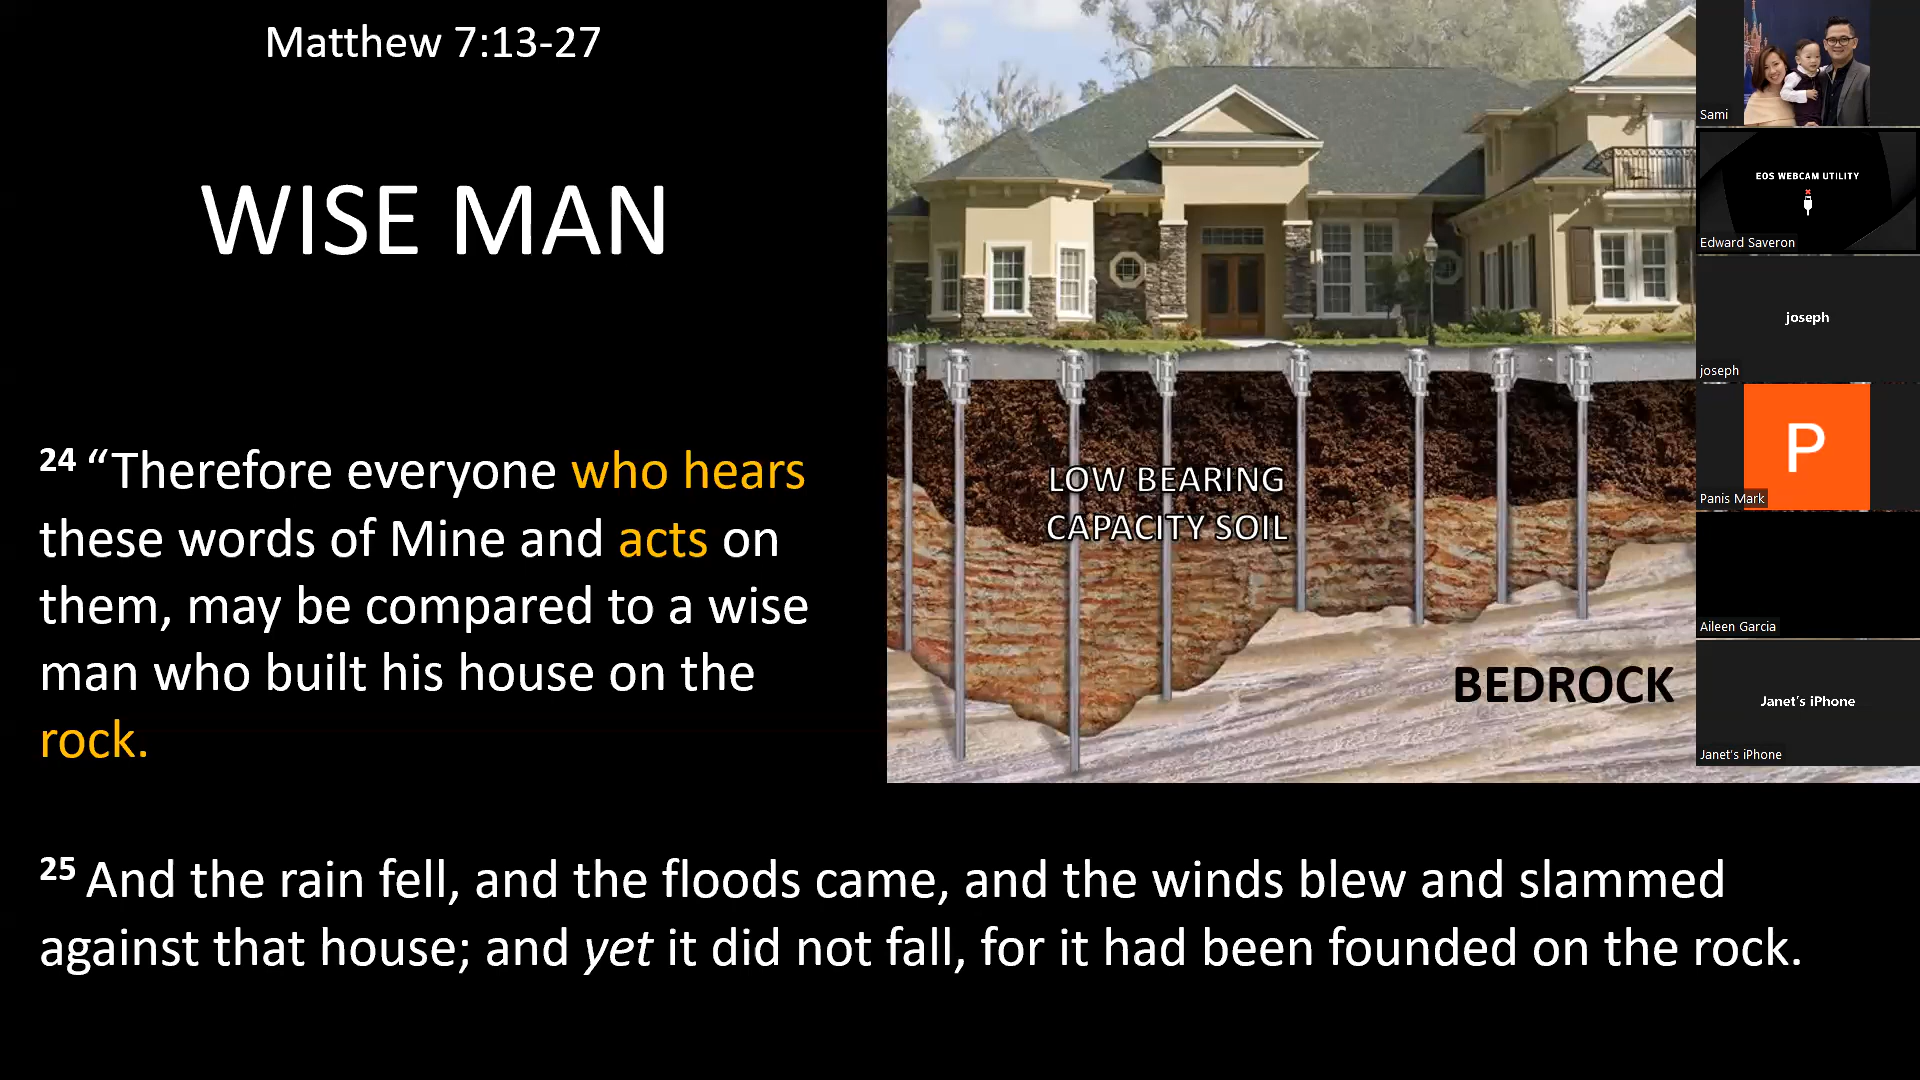 Matthew 7:13-27
WISE MAN
24 “Therefore everyone who hears
these words of Mine and acts on
them, may be compared to a wise
man who built his house on the
rock.
25 And the rain fell, and the floods came, and the winds blew and slammed
against that house; and yet it did not fall, for it had been founded on the rock.
LOW BEARING
CAPACITY SOIL
BEDROCK
Sami
EOS WEBCAM UTILITY
Edward Saveron
joseph
joseph
P
Panis Mark
Aileen Garcia
Janet's iPhone
Janet's iPhone